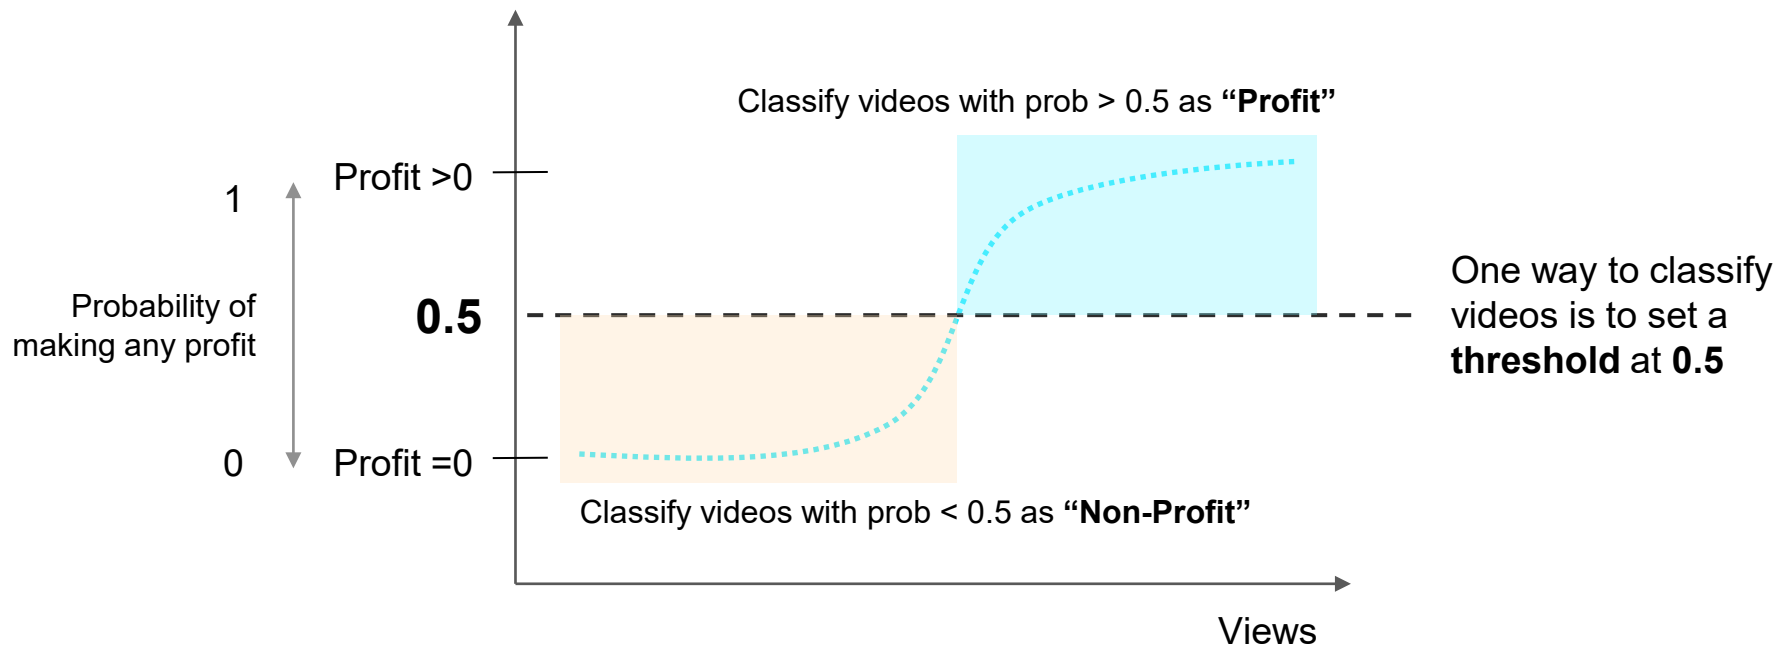 Classify videos with prob > 0.5 as “Profit”
Profit >0
1
Probability of
making any profit
0.5
One way to classify
videos is to set a
threshold at 0.5
0
Profit =0
Classify videos with prob < 0.5 as “Non-Profit”
Views